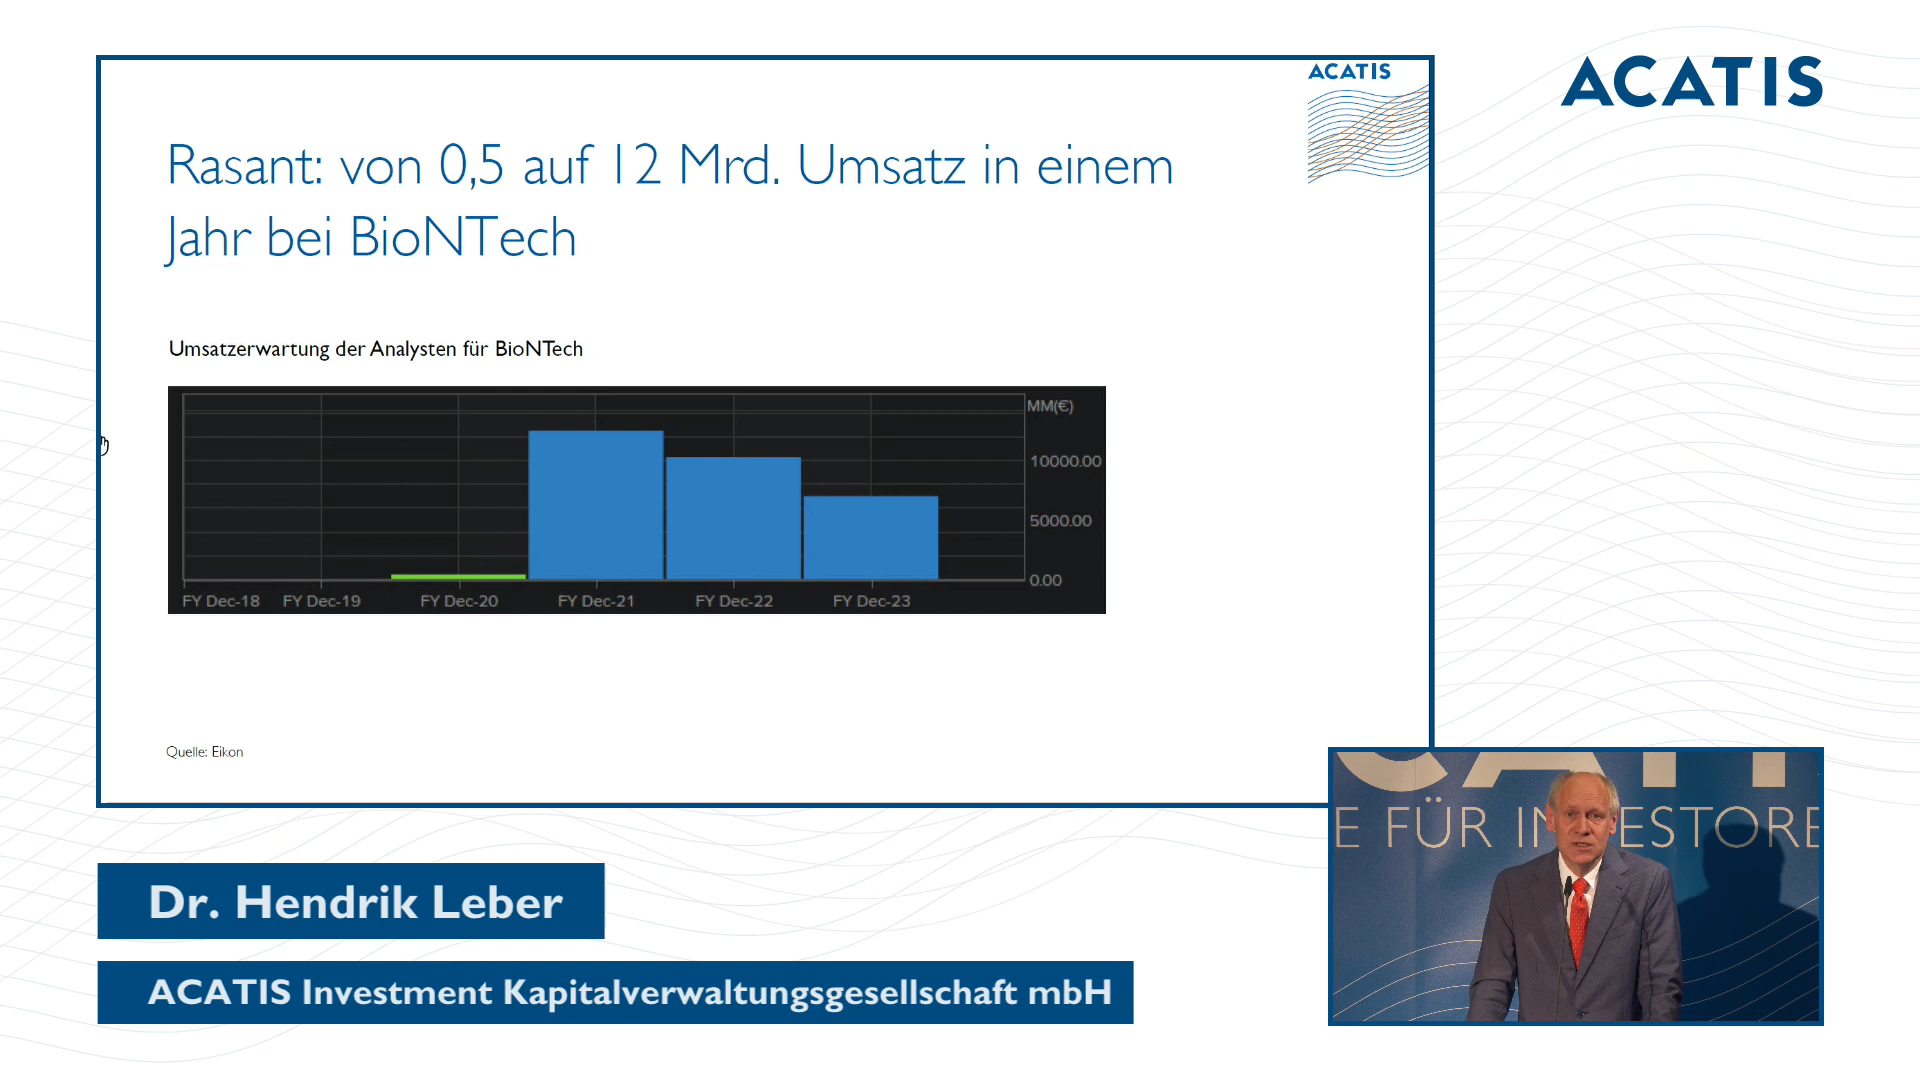 ACATIS
ACATIS
Rasant: von 0,5 auf 12 Mrd. Umsatz in einem
Jahr bei BioNTech
Umsatzerwartung der Analysten für BioNTech
MM(€)
10000.00
5000.00
0.00
FY Dec-18 FY Dec-19 FY Dec-20 FY Dec-21 FY Dec-22 FY Dec-23
Quelle: Eikon
E FÜR IN ESTORE
Dr. Hendrik Leber
ACATIS Investment Kapitalverwaltungsgesellschaft mbH